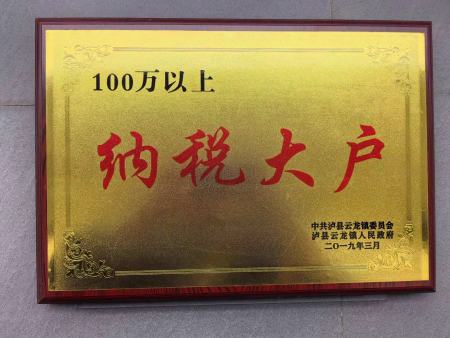 100万以上
纳税大户
中共泸县云龙镇委员会
泸县云龙镇人民政府
二〇一九年三月